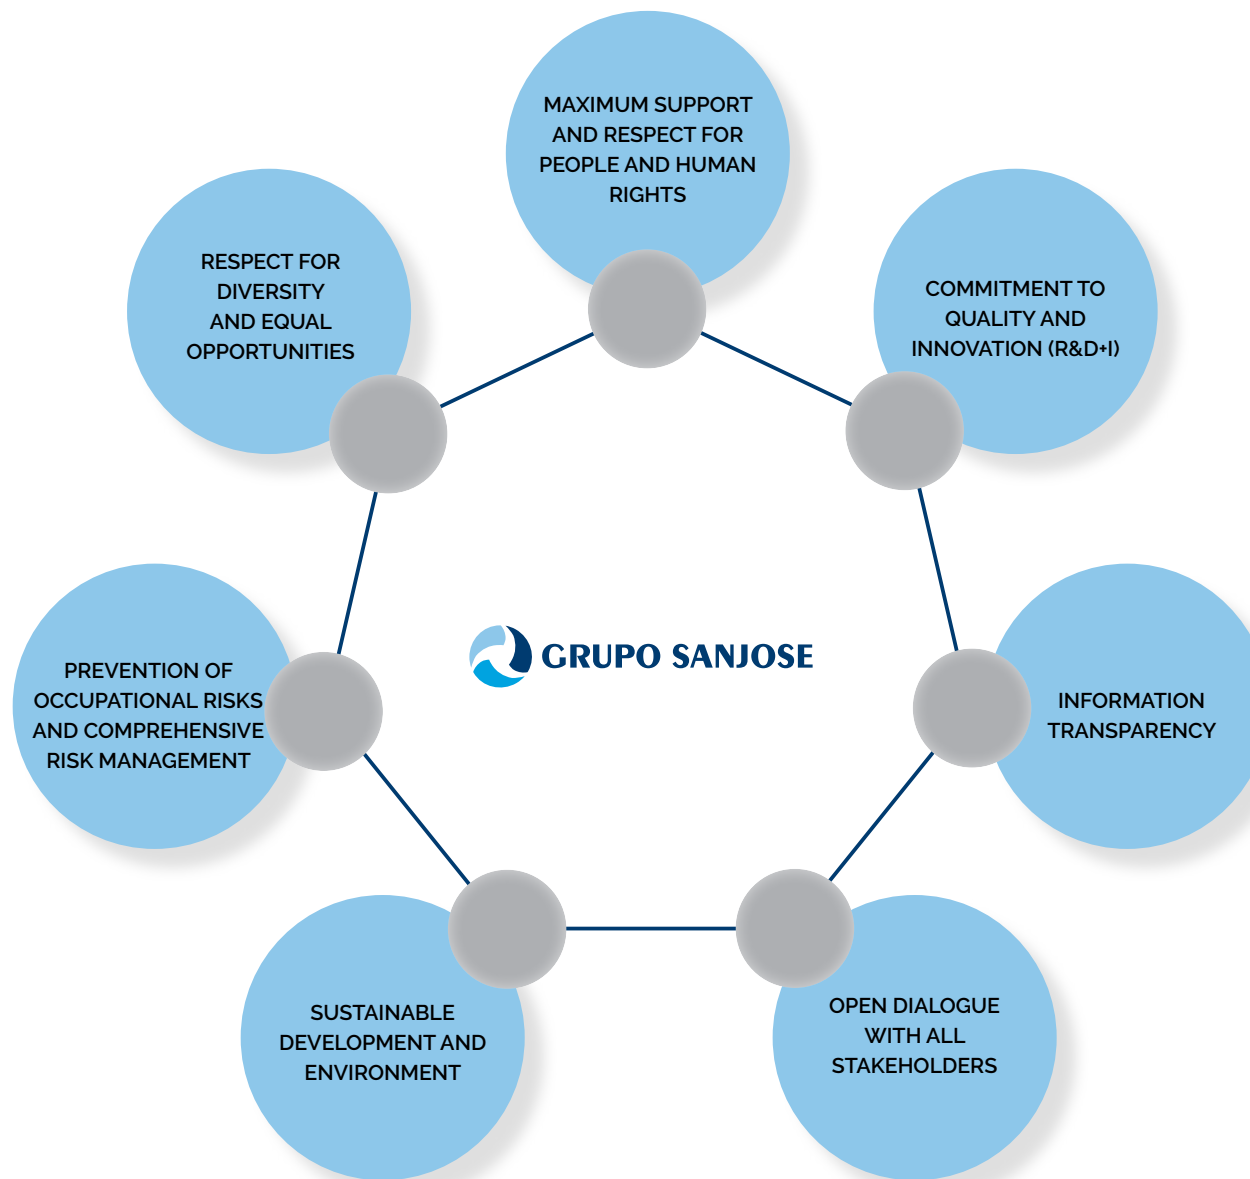 MAXIMUM SUPPORT
AND RESPECT FOR
PEOPLE AND HUMAN
RIGHTS
RESPECT FOR
DIVERSITY
AND EQUAL
OPPORTUNITIES
COMMITMENT TO
QUALITY AND
INNOVATION (R&D+I)
GRUPO SANJOSE
PREVENTION OF
OCCUPATIONAL RISKS
AND COMPREHENSIVE
RISK MANAGEMENT
INFORMATION
TRANSPARENCY
SUSTAINABLE
DEVELOPMENT AND
ENVIRONMENT
OPEN DIALOGUE
WITH ALL
STAKEHOLDERS